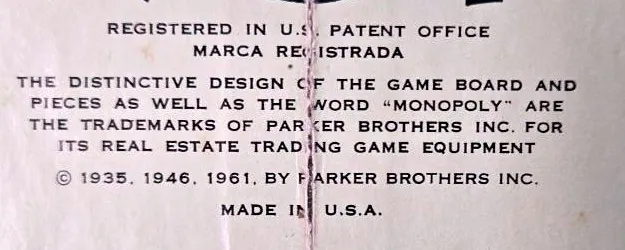 REGISTERED IN U.S. PATENT OFFICE
MARCA REGISTRADA
THE DISTINCTIVE DESIGN OF THE GAME BOARD AND
PIECES AS WELL AS THE WORD “MONOPOLY” ARE
THE TRADEMARKS OF PARKER BROTHERS INC. FOR
ITS REAL ESTATE TRADING GAME EQUIPMENT
© 1935, 1946, 1961, BY PARKER BROTHERS INC.
MADE IN U.S.A.